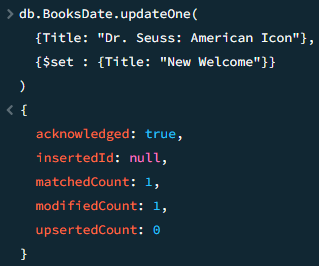 > db.BooksDate.updateOne(
{Title: "Dr. Seuss: American Icon"},
{$set : {Title: "New Welcome"}}
)
< {
acknowledged: true,
insertedId: null,
matchedCount: 1,
modifiedCount: 1,
upsertedCount: 0
}